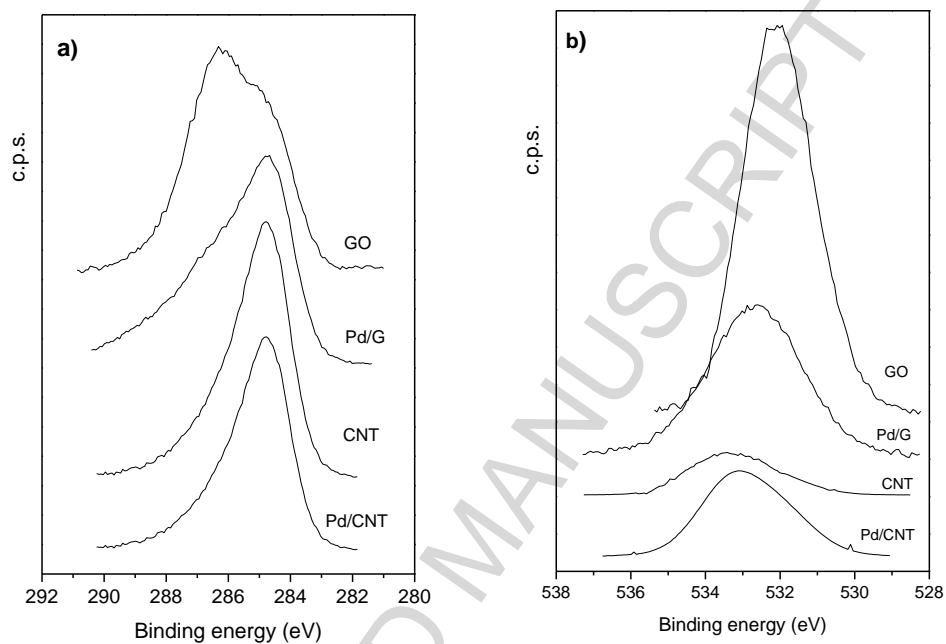 a)
c.p.s.
GO
Pd/G
CNT
Pd/CNT
292 290 288 286 284 282 280
Binding energy (eV)
b)
c.p.s.
GO
Pd/G
CNT
Pd/CNT
538 536 534 532 530 528
Binding energy (eV)
D MANUSCRIPT